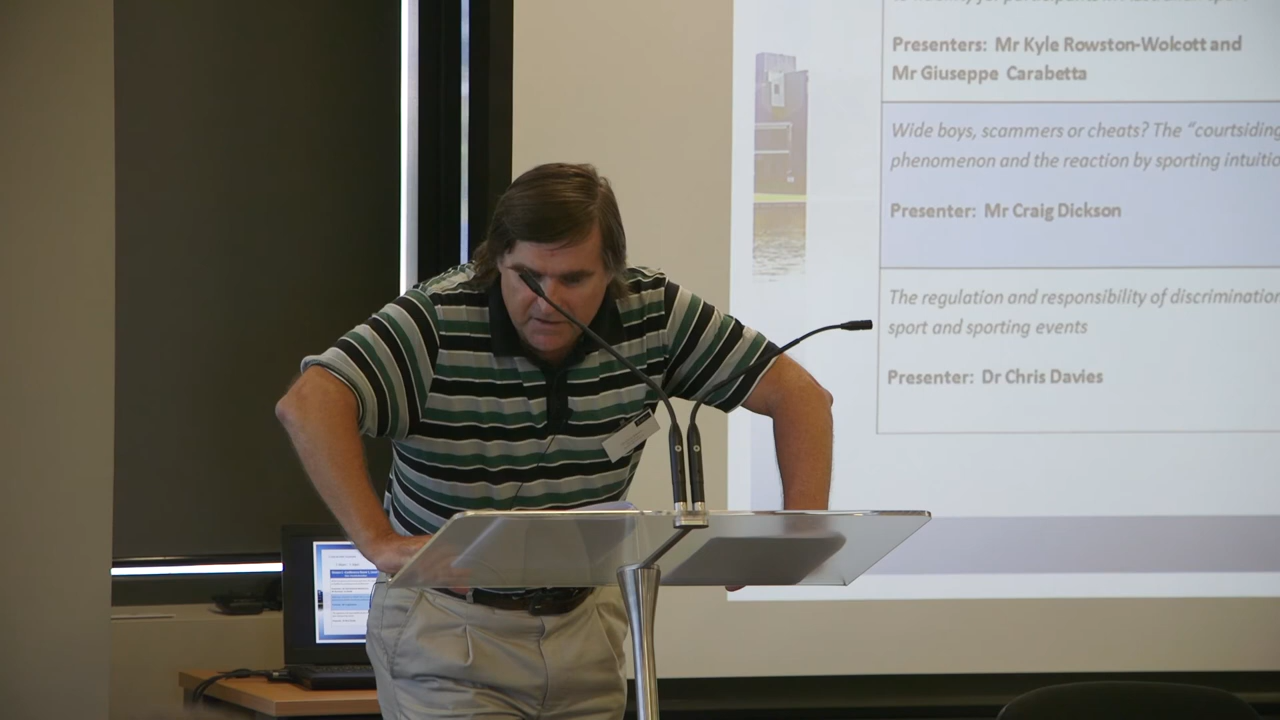 Presenters: Mr Kyle Rowston-Wolcott and
Mr Giuseppe Carabetta
Wide boys, scammers or cheats? The "courtsiding
phenomenon and the reaction by sporting intuitio
Presenter: Mr Craig Dickson
The regulation and responsibility of discrimination
sport and sporting events
Presenter: Dr Chris Davies